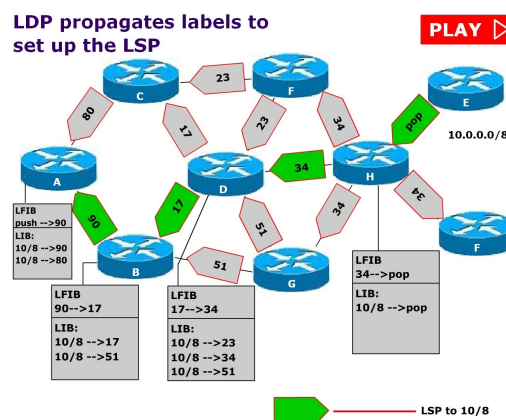 LDP propagates labels to
set up the LSP
PLAY
C
23
F
E
10.0.0.0/8
80
17
23
34
pop
A
D
34
H
34
F
90
17
51
34
B
51
G
LFIB
push -->90
LIB:
10/8 -->90
10/8 -->80
LFIB
90-->17
LIB:
10/8 -->17
10/8 -->51
LFIB
17-->34
LIB:
10/8 -->23
10/8 -->34
10/8 -->51
LFIB
34-->pop
LIB:
10/8 -->pop
LSP to 10/8